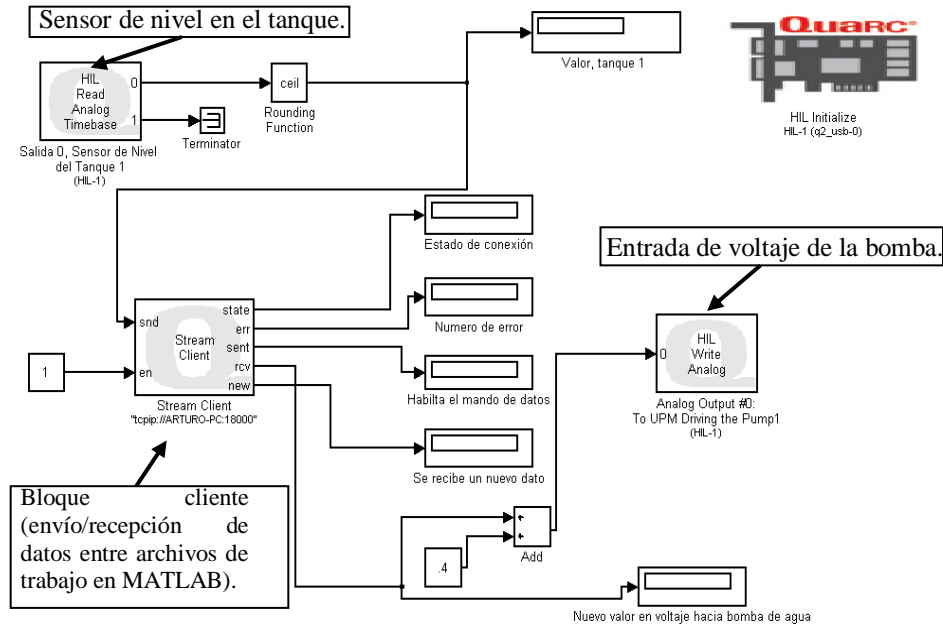 Sensor de nivel en el tanque.
HIL
Read
Analog
Timebase
0
1
Salida 0, Sensor de Nivel
del Tanque 1
(HIL-1)
ceil
Rounding
Function
Terminator
Valor, tanque 1
QUARC
HIL Initialize
HIL-1 (q2_usb-0)
Estado de conexión
Numero de error
Habilta el mando de datos
Se recibe un nuevo dato
Entrada de voltaje de la bomba.
0
HIL
Write
Analog
Analog Output #0:
To UPM Driving the Pump1
(HIL-1)
1
snd
en
Stream
Client
state
err
sent
rcv
new
Stream Client
"tcpip://ARTURO-PC:18000"
Bloque cliente
(envío/recepción de
datos entre archivos de
trabajo en MATLAB).
.4
+
+
Add
Nuevo valor en voltaje hacia bomba de agua